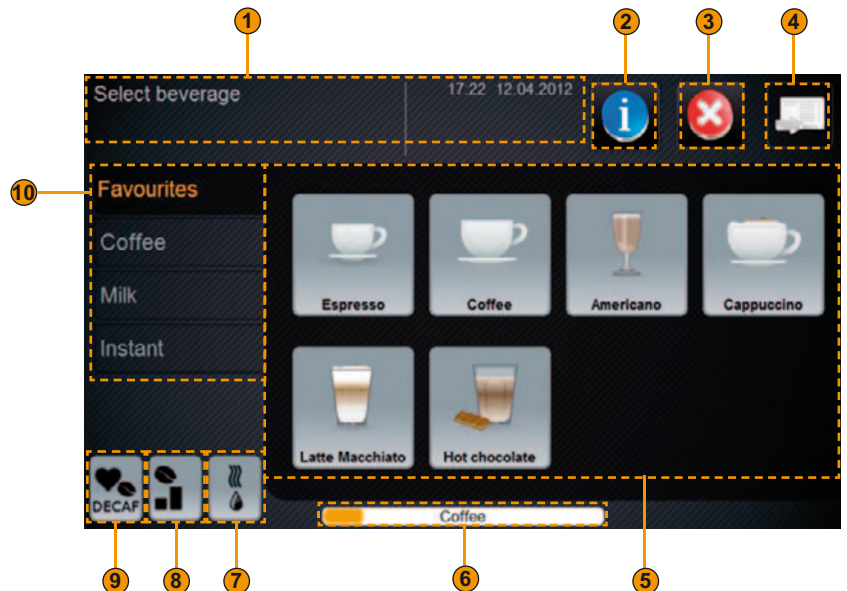 1 2 3 4
Select beverage 17:22 12.04.2012
i
10
Favourites
Coffee
Milk
Instant
Espresso Coffee Americano Cappuccino
Latte Macchiato Hot chocolate
DECAF
Coffee
9 8 7 6 5